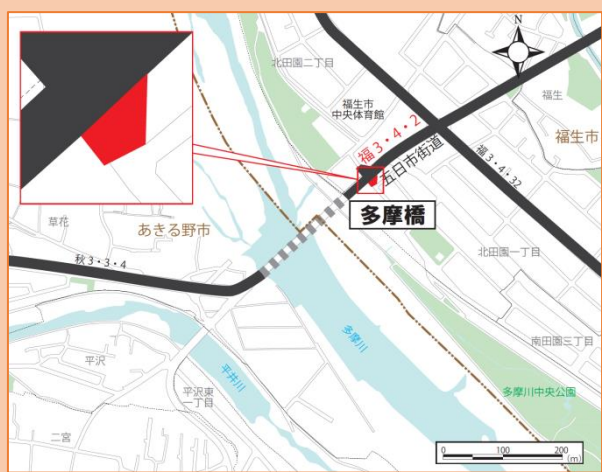 N
北田園二丁目
福生市
中央体育館
福生
福生市
福3・4・2
五日市街道
福3・4・32
多摩橋
草花
あきる野市
秋3・3・4
北田園一丁目
南田園三丁目
多摩川
平井川
平沢
平沢東
一丁目
二宮
多摩川中央公園
0 100 200
(m)